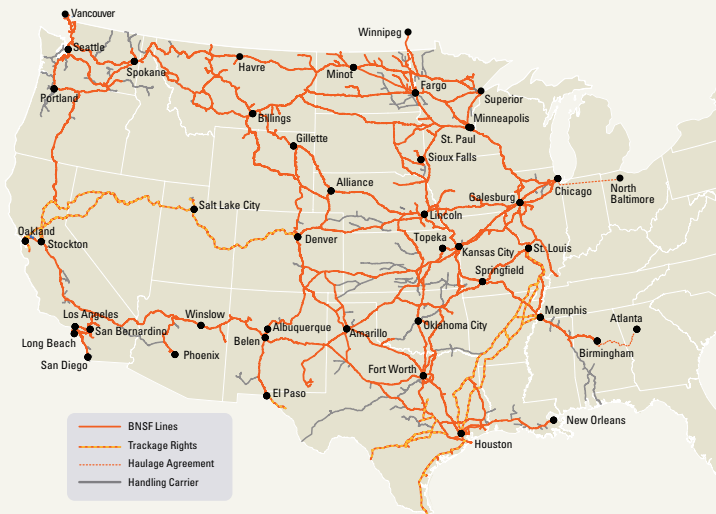 Vancouver
Winnipeg
Seattle
Spokane
Havre
Minot
Fargo
Superior
Portland
Billings
Minneapolis
St. Paul
Gillette
Sioux Falls
Alliance
Chicago
North
Baltimore
Salt Lake City
Galesburg
Lincoln
Oakland
Stockton
Denver
Topeka
Kansas City
St. Louis
Springfield
Los Angeles
Winslow
Albuquerque
Amarillo
Oklahoma City
Memphis
Atlanta
San Bernardino
Long Beach
Belen
Birmingham
Phoenix
San Diego
Fort Worth
El Paso
New Orleans
Houston
BNSF Lines
Trackage Rights
Haulage Agreement
Handling Carrier